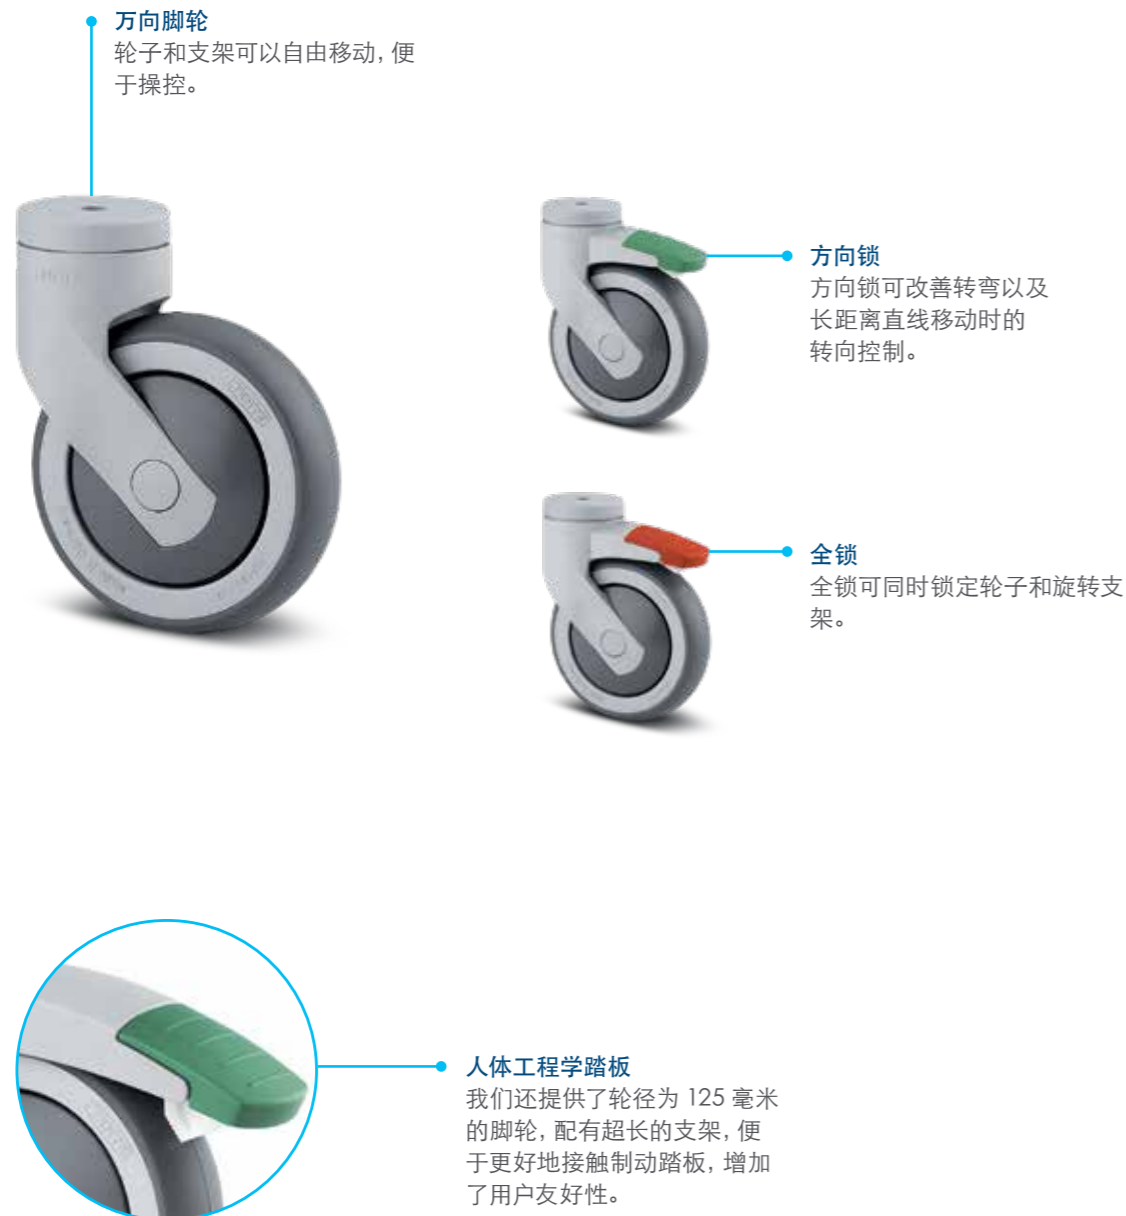 万向脚轮
轮子和支架可以自由移动, 便
于操控。
方向锁
方向锁可改善转弯以及
长距离直线移动时的
转向控制。
全锁
全锁可同时锁定轮子和旋转支
架。
人体工程学踏板
我们还提供了轮径为 125 毫米
的脚轮, 配有超长的支架, 便
于更好地接触制动踏板, 增加
了用户友好性。